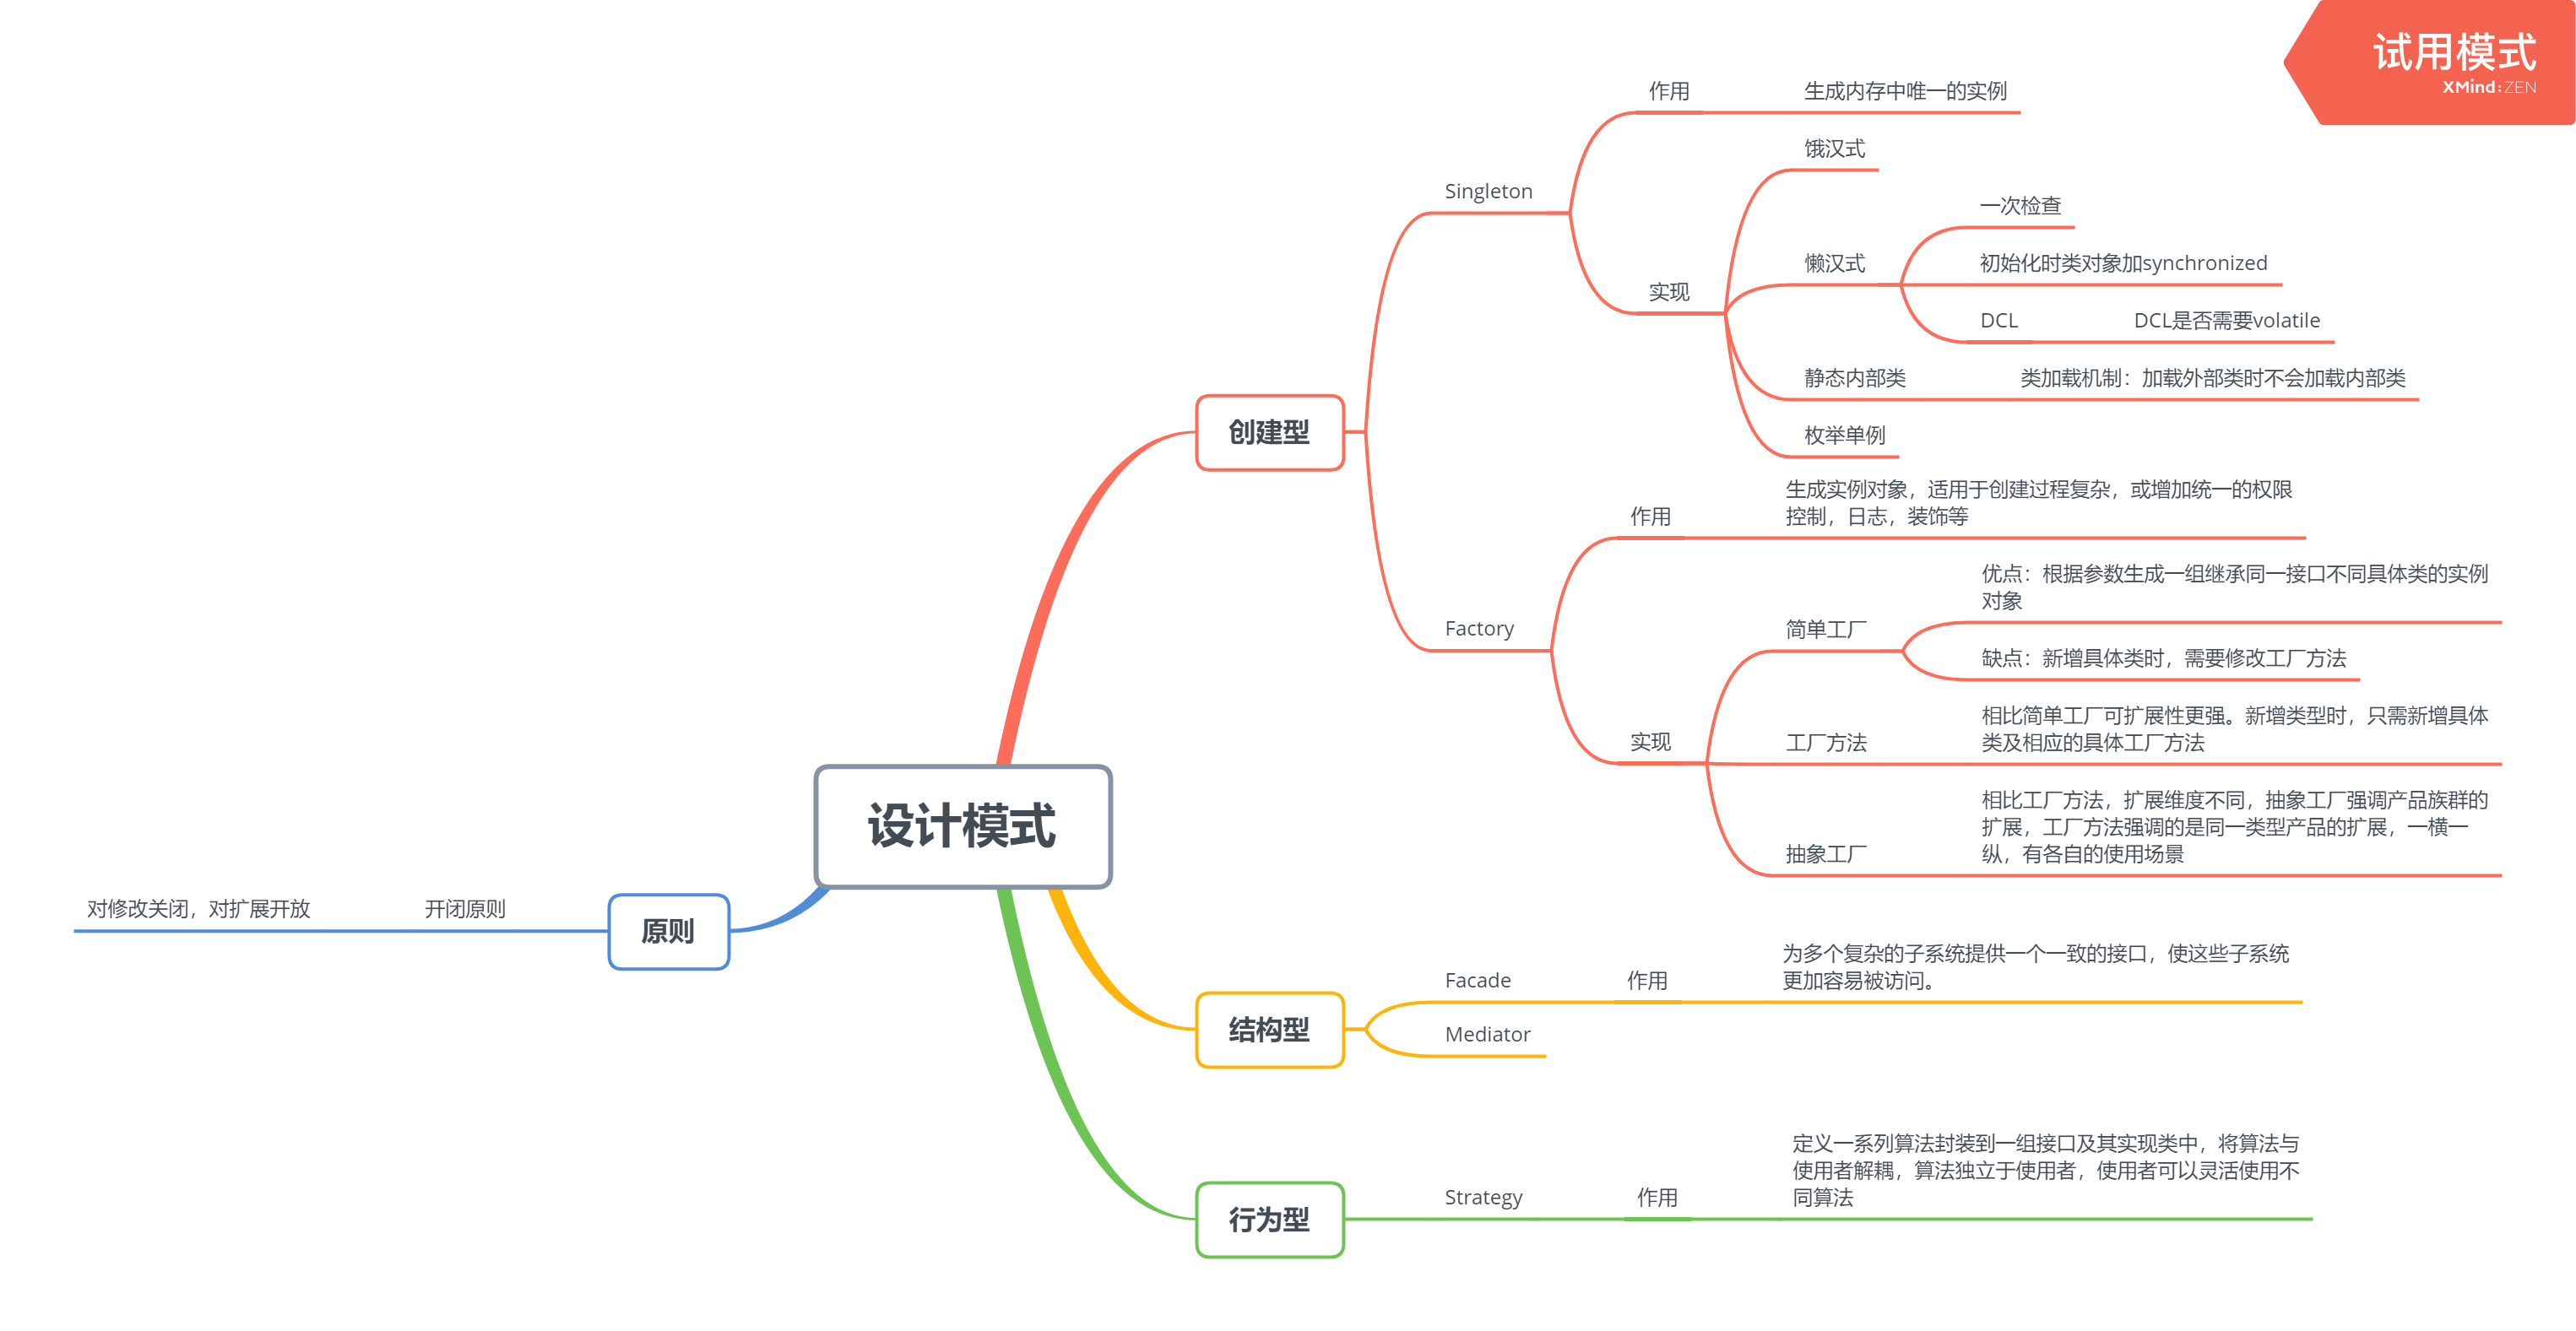 试用模式
XMind:ZEN
设计模式
创建型
Singleton
作用
生成内存中唯一的实例
实现
饿汉式
懒汉式
一次检查
初始化时类对象加synchronized
DCL
DCL是否需要volatile
静态内部类
类加载机制：加载外部类时不会加载内部类
枚举单例
Factory
作用
生成实例对象，适用于创建过程复杂，或增加统一的权限
控制，日志，装饰等
实现
简单工厂
优点：根据参数生成一组继承同一接口不同具体类的实例
对象
缺点：新增具体类时，需要修改工厂方法
工厂方法
相比简单工厂可扩展性更强。新增类型时，只需新增具体
类及相应的具体工厂方法
抽象工厂
相比工厂方法，扩展维度不同，抽象工厂强调产品族群的
扩展，工厂方法强调的是同一类型产品的扩展，一横一
纵，有各自的使用场景
结构型
Facade
作用
为多个复杂的子系统提供一个一致的接口，使这些子系统
更加容易被访问。
Mediator
行为型
Strategy
作用
定义一系列算法封装到一组接口及其实现类中，将算法与
使用者解耦，算法独立于使用者，使用者可以灵活使用不
同算法
原则
开闭原则
对修改关闭，对扩展开放